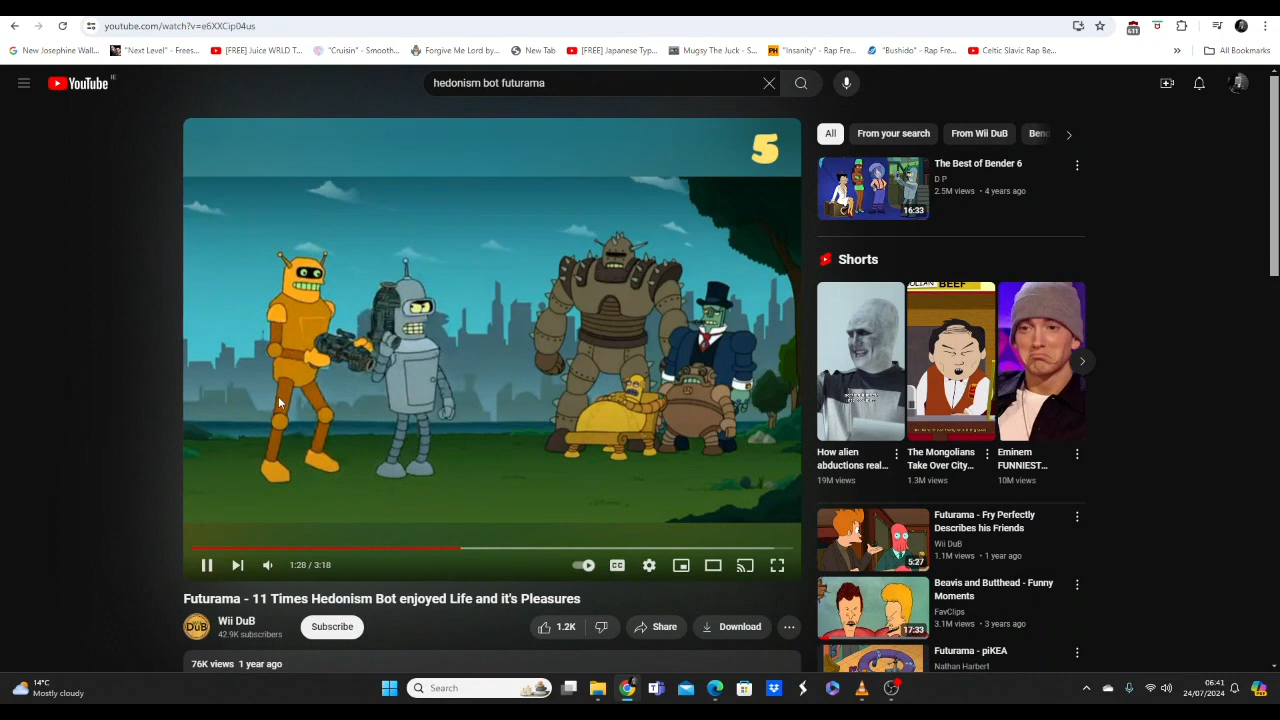 youtube.com/watch?v=e6XXCip04us
New Josephine Wall... "Next Level" - Frees... [FREE] Juice WRLD T... "Cruisin" - Smooth... Forgive Me Lord by... New Tab [FREE] Japanese Typ... Mugsy The Juck - S... "Insanity" - Rap Fre... "Bushido" - Rap Fre... Celtic Slavic Rap Be... All Bookmarks
YouTube IE
hedonism bot futurama
5
All From your search From Wii DuB Benc
The Best of Bender 6
D P
2.5M views • 4 years ago
16:33
Shorts
BEEF
How alien
abductions real...
19M views
The Mongolians
Take Over City...
1.3M views
Eminem
FUNNIEST...
10M views
Futurama - Fry Perfectly
Describes his Friends
Wii DuB
1.1M views • 1 year ago
5:27
Beavis and Butthead - Funny
Moments
FavClips
3.1M views • 3 years ago
17:33
Futurama - piKEA
Nathan Harbert
1:28 / 3:18
Futurama - 11 Times Hedonism Bot enjoyed Life and it's Pleasures
Wii DuB
42.9K subscribers
Subscribe
1.2K
Share
Download
76K views 1 year ago
14°C
Mostly cloudy
Search
06:41
24/07/2024